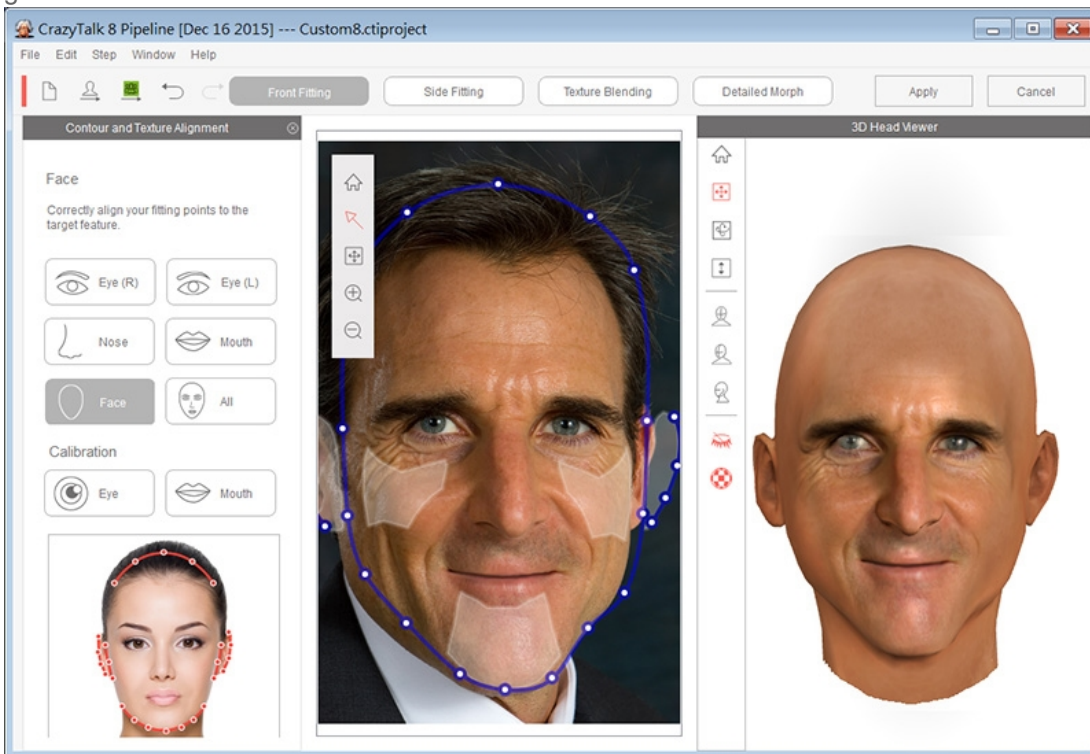 CrazyTalk 8 Pipeline [Dec 16 2015] --- Custom8.ctiproject
File Edit Step Window Help
Front Fitting Side Fitting Texture Blending Detailed Morph Apply Cancel
Contour and Texture Alignment
3D Head Viewer
Face
Correctly align your fitting points to the
target feature.
Eye (R) Eye (L)
Nose Mouth
Face All
Calibration
Eye Mouth